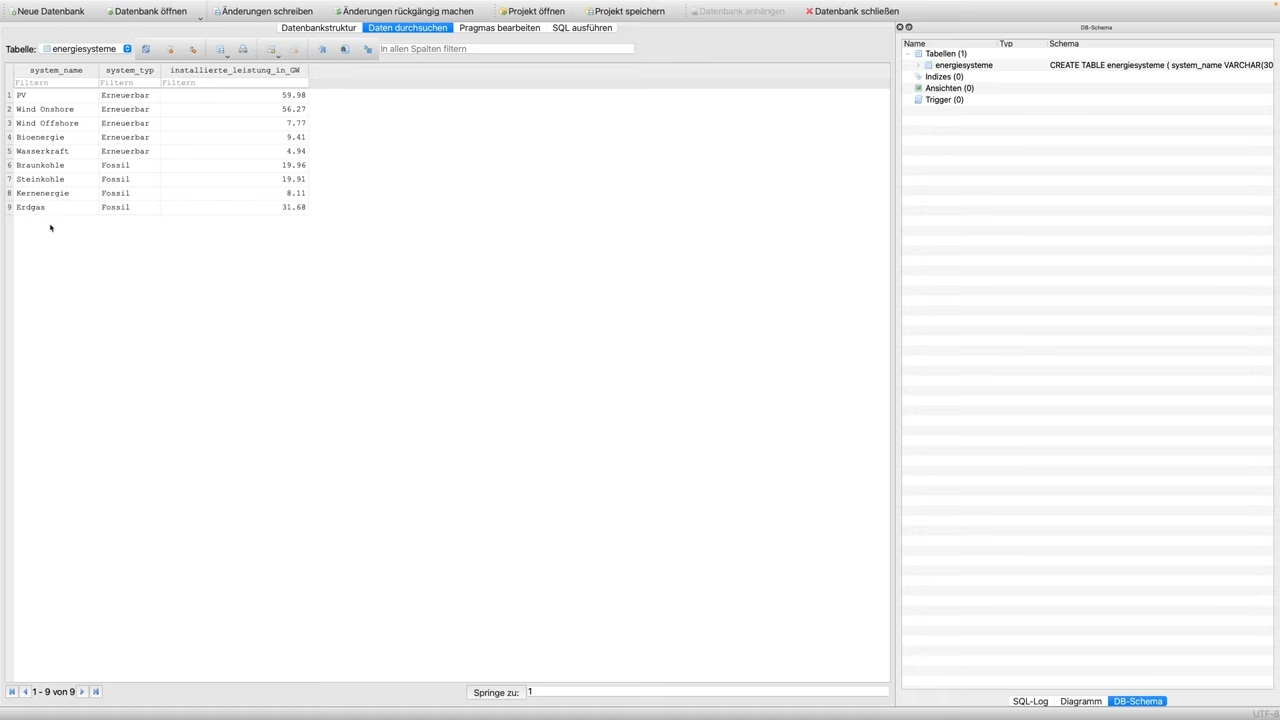 Neue Datenbank Datenbank öffnen Änderungen schreiben Änderungen rückgängig machen Projekt öffnen Projekt speichern Datenbank anhängen Datenbank schließen
Datenbankstruktur Daten durchsuchen Pragmas bearbeiten SQL ausführen
DB-Schema
Tabelle: energiesysteme In allen Spalten filtern
system_name system_typ installierte_leistung_in_GW
Filtern Filtern Filtern
1 PV Erneuerbar 59.98
2 Wind Onshore Erneuerbar 56.27
3 Wind Offshore Erneuerbar 7.77
4 Bioenergie Erneuerbar 9.41
5 Wasserkraft Erneuerbar 4.94
6 Braunkohle Fossil 19.96
7 Steinkohle Fossil 19.91
8 Kernenergie Fossil 8.11
9 Erdgas Fossil 31.68
Name Typ Schema
Tabellen (1)
energiesysteme CREATE TABLE energiesysteme ( system_name VARCHAR(30
Indizes (0)
Ansichten (0)
Trigger (0)
1 - 9 von 9 Springe zu: 1
SQL-Log Diagramm DB-Schema
UTF-8